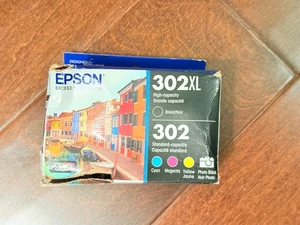 EPSON
EXCEED
302XL
High-capacity
Grande capacité
Black/Noir
302
Standard-capacity
Capacité standard
Cyan
Magenta
Yellow
Jaune
Photo Black
Noir Photo